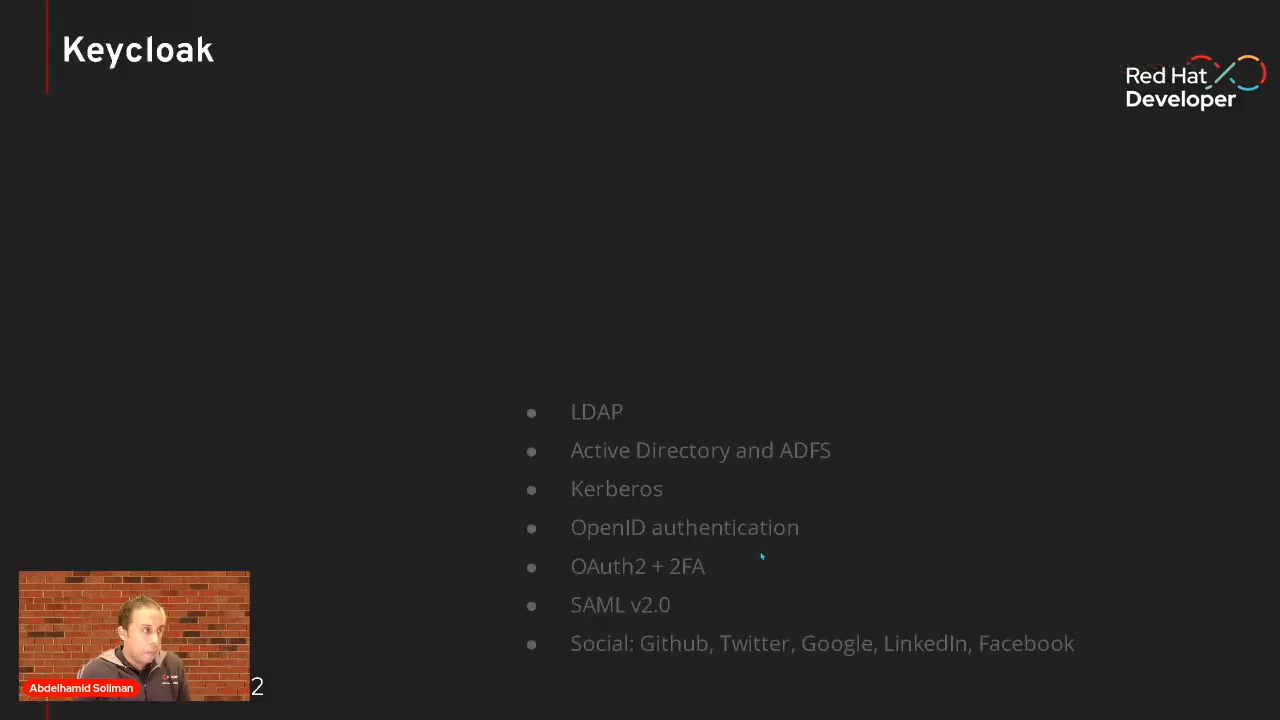 Keycloak
Red Hat
Developer
● LDAP
● Active Directory and ADFS
● Kerberos
● OpenID authentication
● OAuth2 + 2FA
● SAML v2.0
● Social: Github, Twitter, Google, LinkedIn, Facebook
Abdelhamid Soliman
2